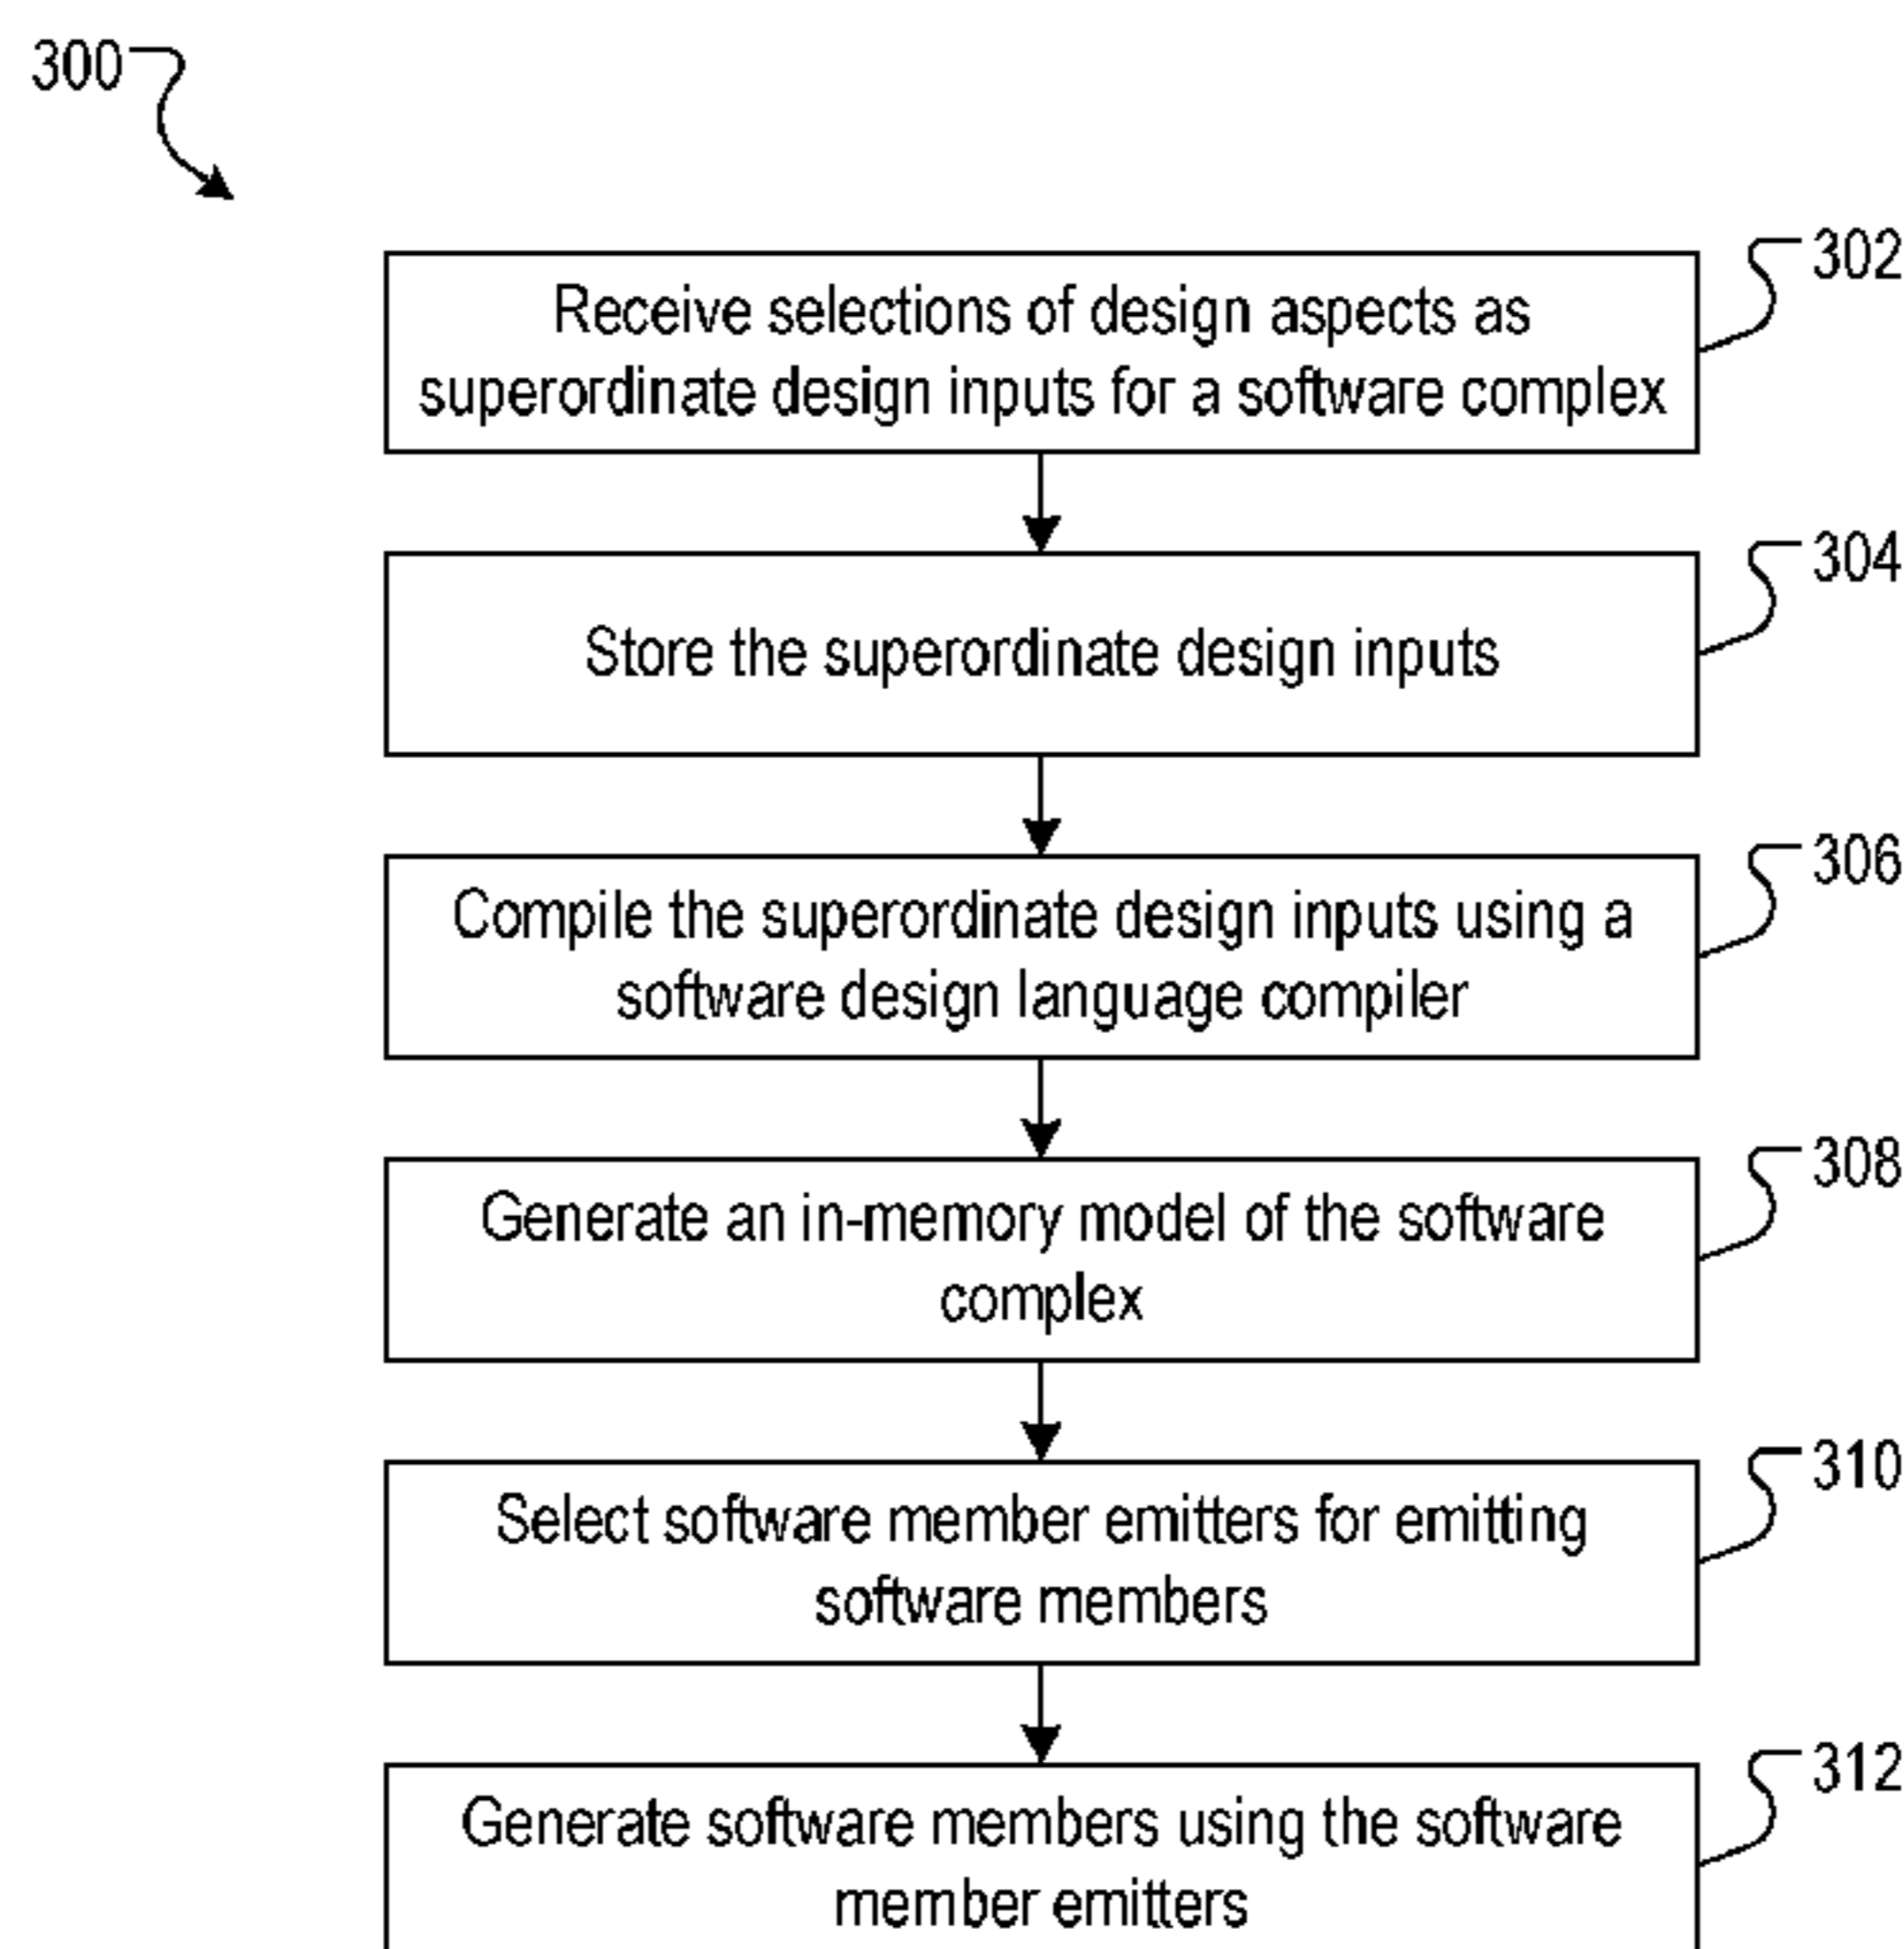 300
302
Receive selections of design aspects as
superordinate design inputs for a software complex
304
Store the superordinate design inputs
306
Compile the superordinate design inputs using a
software design language compiler
308
Generate an in-memory model of the software
complex
310
Select software member emitters for emitting
software members
312
Generate software members using the software
member emitters